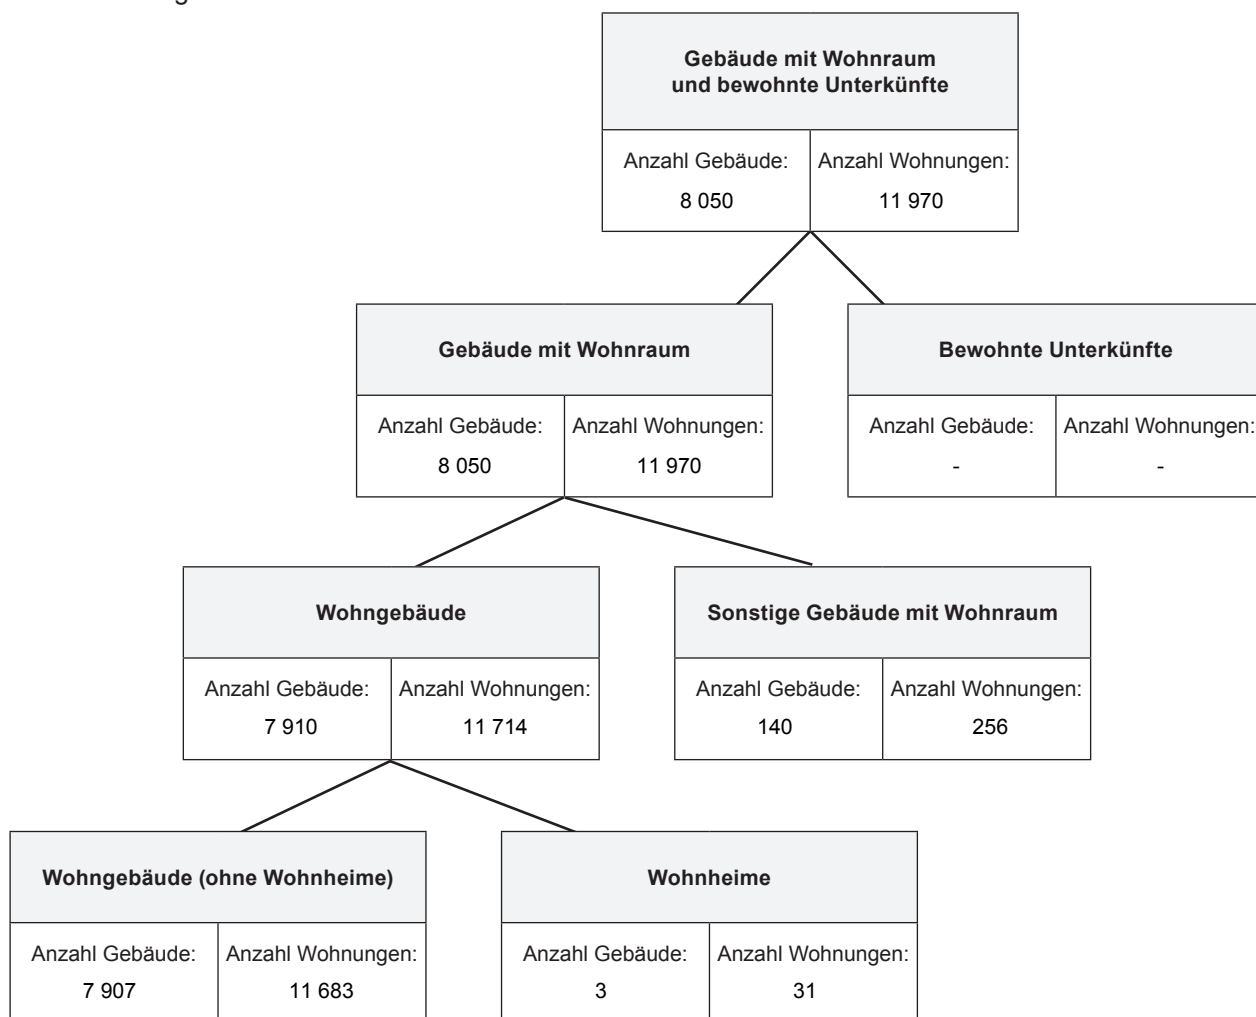 Gebäude mit Wohnraum
und bewohnte Unterkünfte
Anzahl Gebäude: Anzahl Wohnungen:
8 050 11 970
Gebäude mit Wohnraum Bewohnte Unterkünfte
Anzahl Gebäude: Anzahl Wohnungen: Anzahl Gebäude: Anzahl Wohnungen:
8 050 11 970 - -
Wohngebäude Sonstige Gebäude mit Wohnraum
Anzahl Gebäude: Anzahl Wohnungen: Anzahl Gebäude: Anzahl Wohnungen:
7 910 11 714 140 256
Wohngebäude (ohne Wohnheime) Wohnheime
Anzahl Gebäude: Anzahl Wohnungen: Anzahl Gebäude: Anzahl Wohnungen:
7 907 11 683 3 31